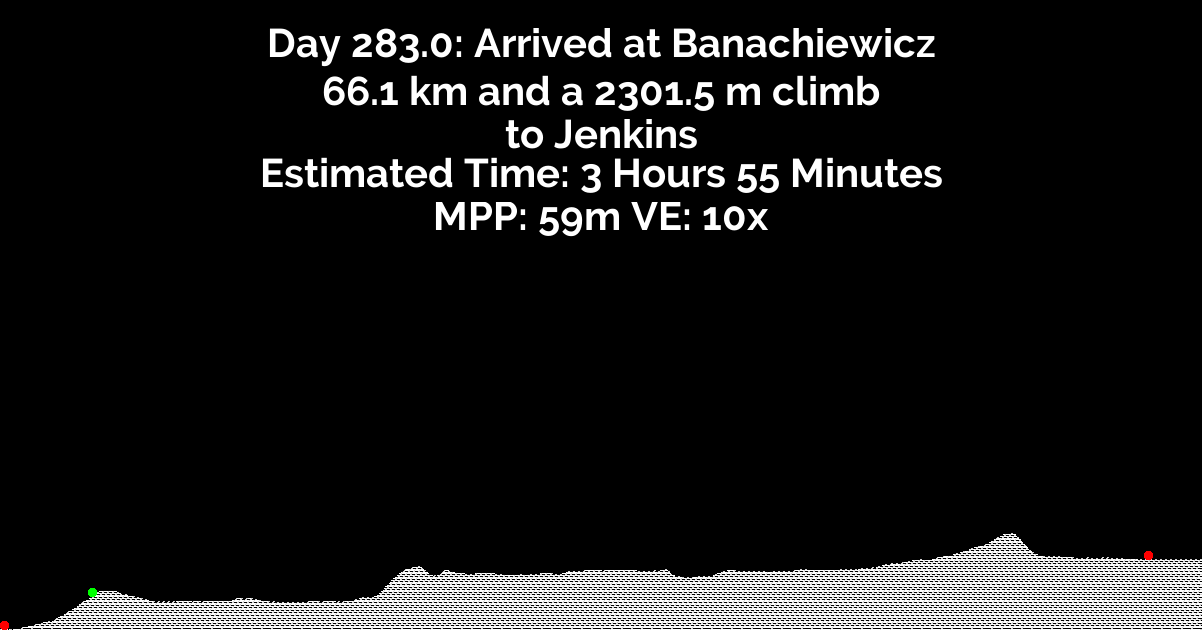 Day 283.0: Arrived at Banachiewicz
66.1 km and a 2301.5 m climb
to Jenkins
Estimated Time: 3 Hours 55 Minutes
MPP: 59m VE: 10x